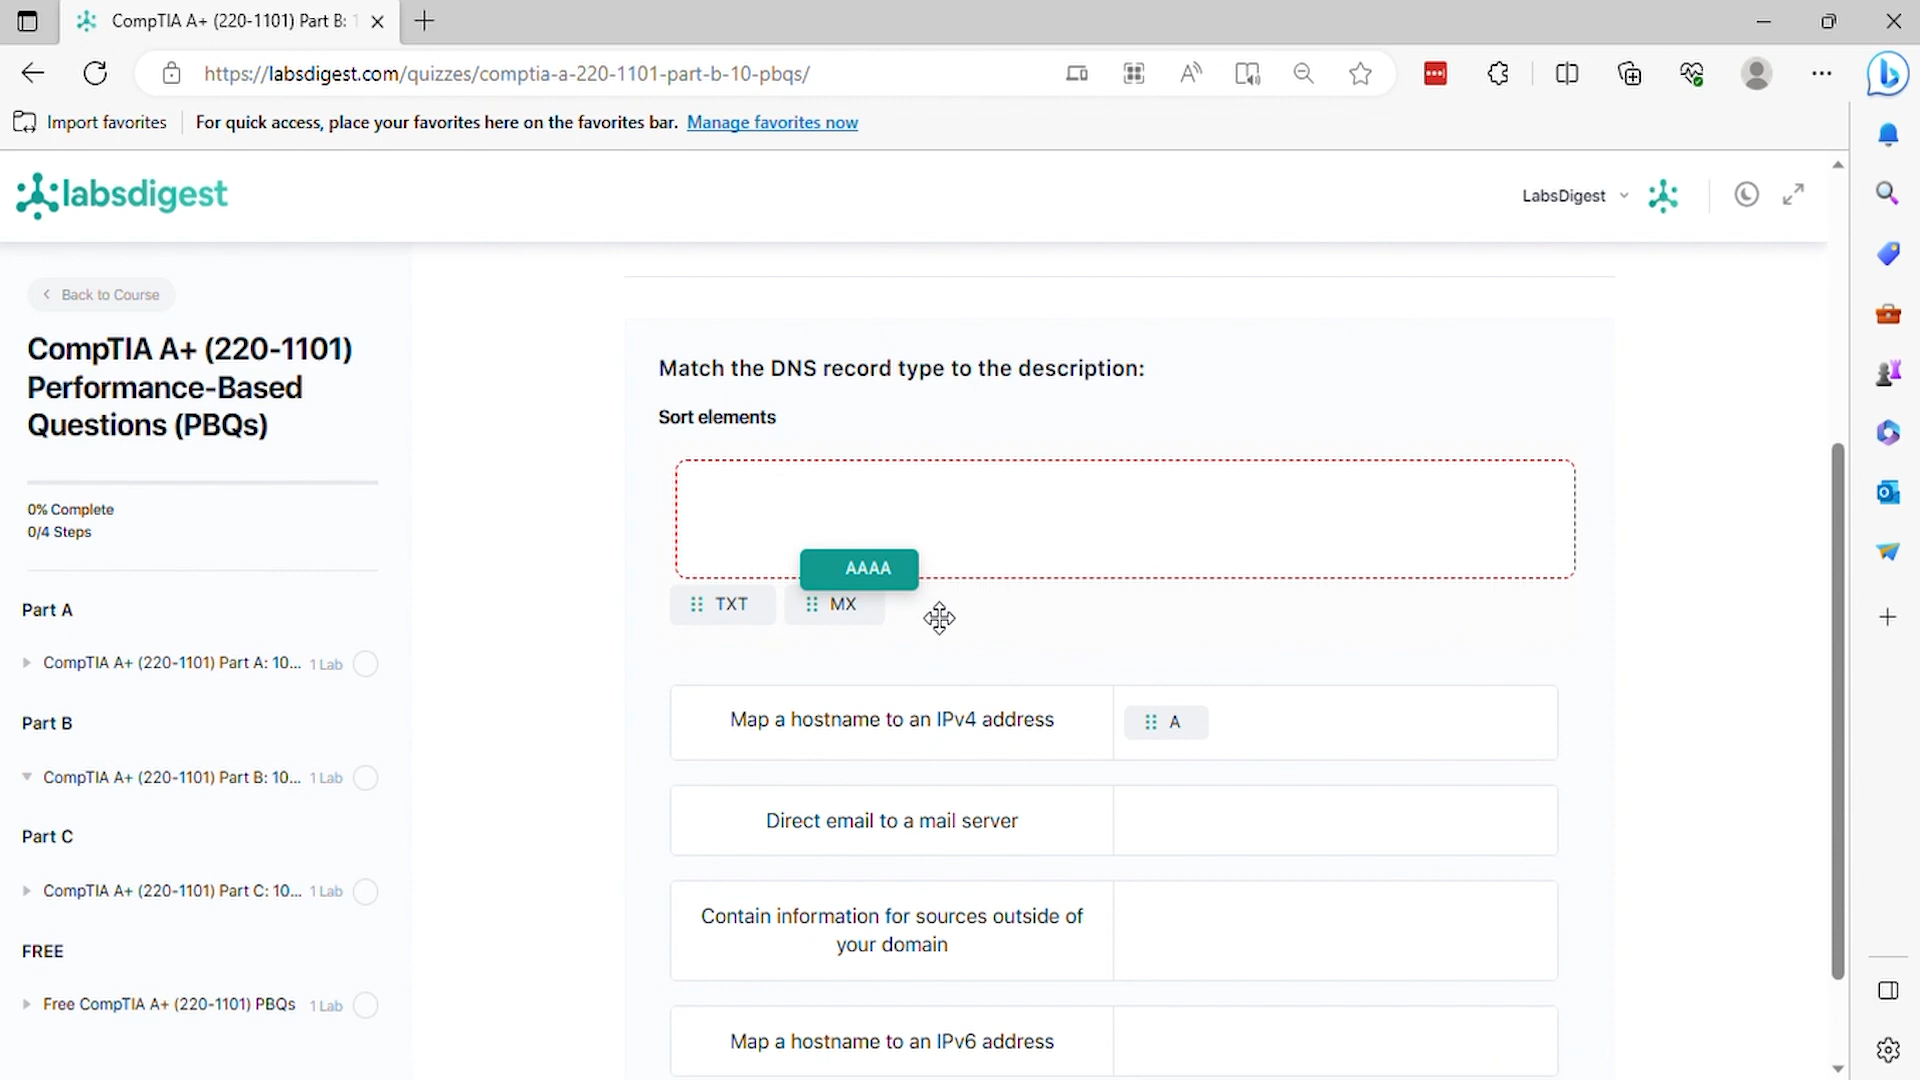 CompTIA A+ (220-1101) Part B: 1
https://labsdigest.com/quizzes/comptia-a-220-1101-part-b-10-pbqs/
Import favorites
For quick access, place your favorites here on the favorites bar. Manage favorites now
labsdigest
LabsDigest
Back to Course
CompTIA A+ (220-1101)
Performance-Based
Questions (PBQs)
0% Complete
0/4 Steps
Part A
CompTIA A+ (220-1101) Part A: 10... 1 Lab
Part B
CompTIA A+ (220-1101) Part B: 10... 1 Lab
Part C
CompTIA A+ (220-1101) Part C: 10... 1 Lab
FREE
Free CompTIA A+ (220-1101) PBQs 1 Lab
Match the DNS record type to the description:
Sort elements
AAAA
TXT
MX
Map a hostname to an IPv4 address
A
Direct email to a mail server
Contain information for sources outside of
your domain
Map a hostname to an IPv6 address